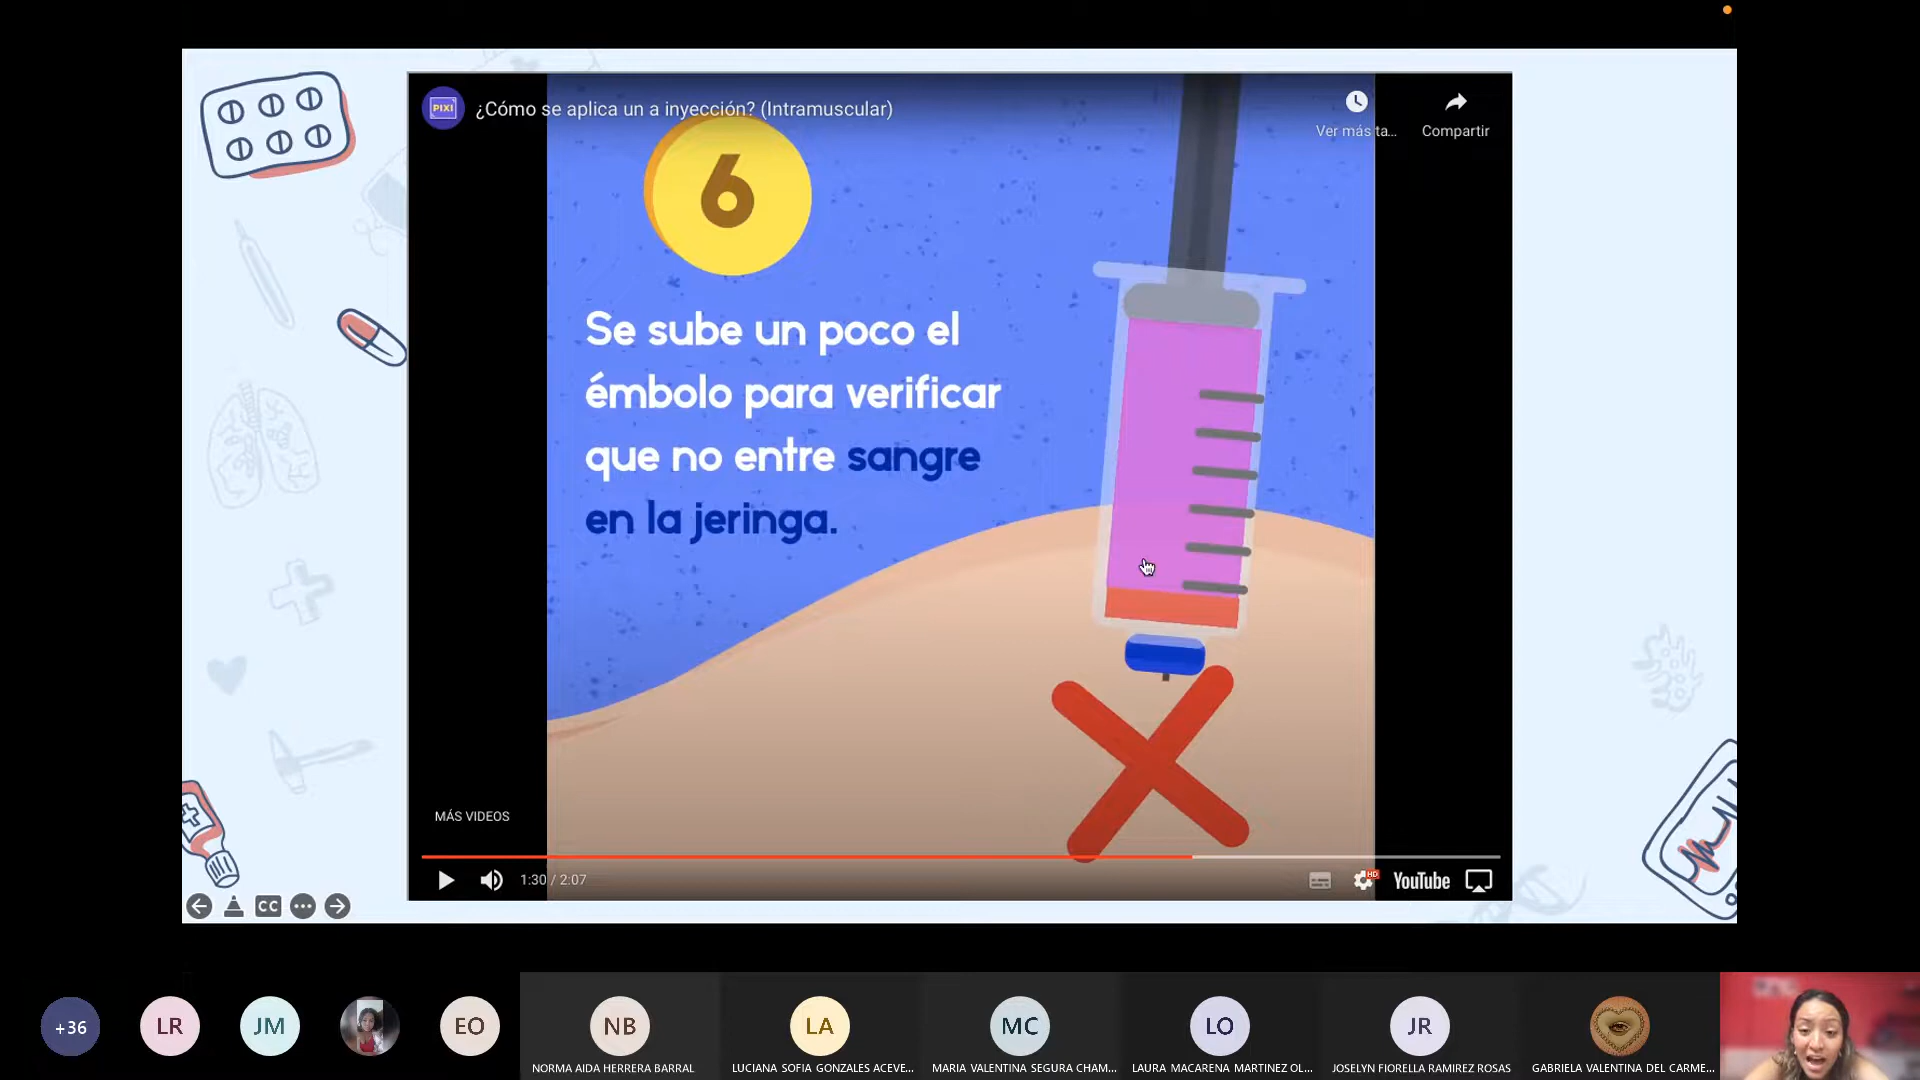 PIXI
¿Cómo se aplica un a inyección? (Intramuscular)
Ver más ta...
Compartir
6
Se sube un poco el
émbolo para verificar
que no entre sangre
en la jeringa.
MÁS VIDEOS
1:30 / 2:07
HD
YouTube
CC
+36
LR
JM
EO
NB
LA
MC
LO
JR
NORMA AIDA HERRERA BARRAL
LUCIANA SOFIA GONZALES ACEVE...
MARIA VALENTINA SEGURA CHAM...
LAURA MACARENA MARTINEZ OL...
JOSELYN FIORELLA RAMIREZ ROSAS
GABRIELA VALENTINA DEL CARME...